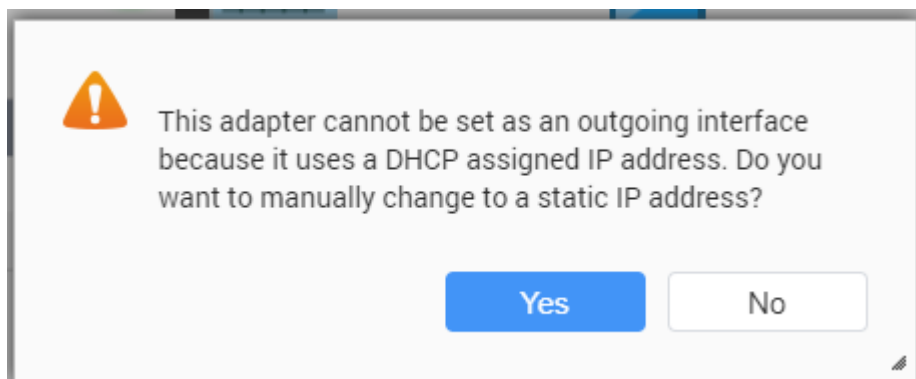 This adapter cannot be set as an outgoing interface
because it uses a DHCP assigned IP address. Do you
want to manually change to a static IP address?
Yes
No